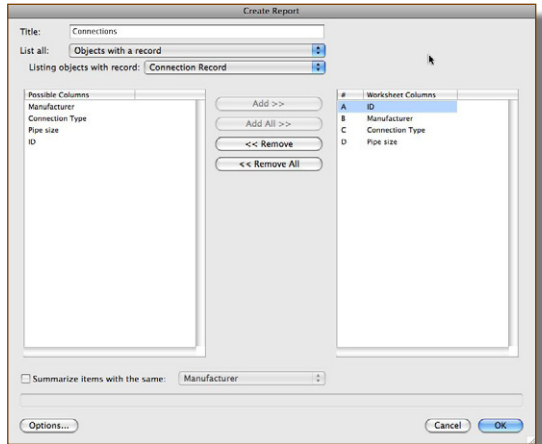 Create Report
Title: Connections
List all: Objects with a record
Listing objects with record: Connection Record
Possible Columns
Manufacturer
Connection Type
Pipe size
ID
Add >>
Add All >>
<< Remove
<< Remove All
# Worksheet Columns
A ID
B Manufacturer
C Connection Type
D Pipe size
Summarize items with the same: Manufacturer
Options...
Cancel
OK